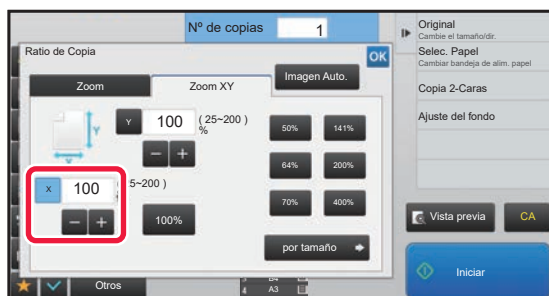 Nº de copias 1
Ratio de Copia
OK
Zoom
Zoom XY
Imagen Auto.
Y
Y 100 ( 25~200 )
%
50% 141%
X
64% 200%
X 100 5~200 )
70% 400%
100%
por tamaño
Otros
B4
4 A3
Original
Cambie el tamaño/dir.
Selec. Papel
Cambiar bandeja de alim. papel
Copia 2-Caras
Ajuste del fondo
Vista previa
CA
Iniciar